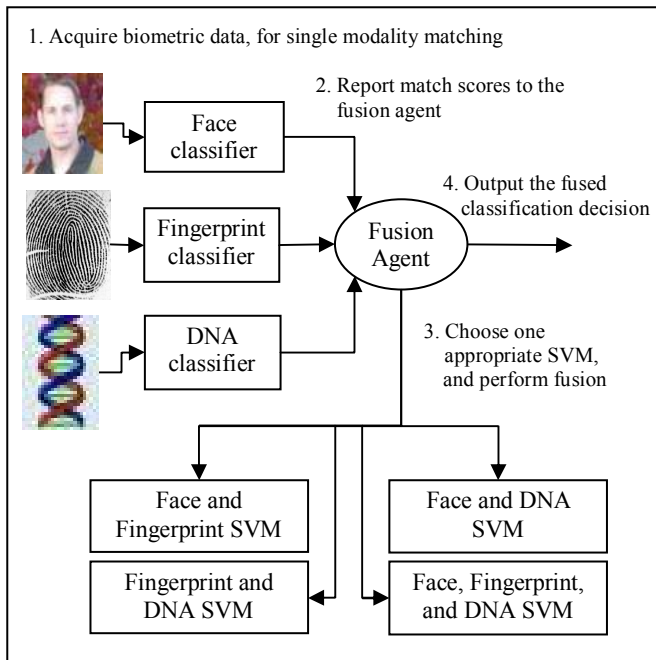 1. Acquire biometric data, for single modality matching
2. Report match scores to the
fusion agent
Face
classifier
4. Output the fused
classification decision
Fingerprint
classifier
Fusion
Agent
DNA
classifier
3. Choose one
appropriate SVM,
and perform fusion
Face and
Fingerprint SVM
Face and DNA
SVM
Fingerprint and
DNA SVM
Face, Fingerprint,
and DNA SVM